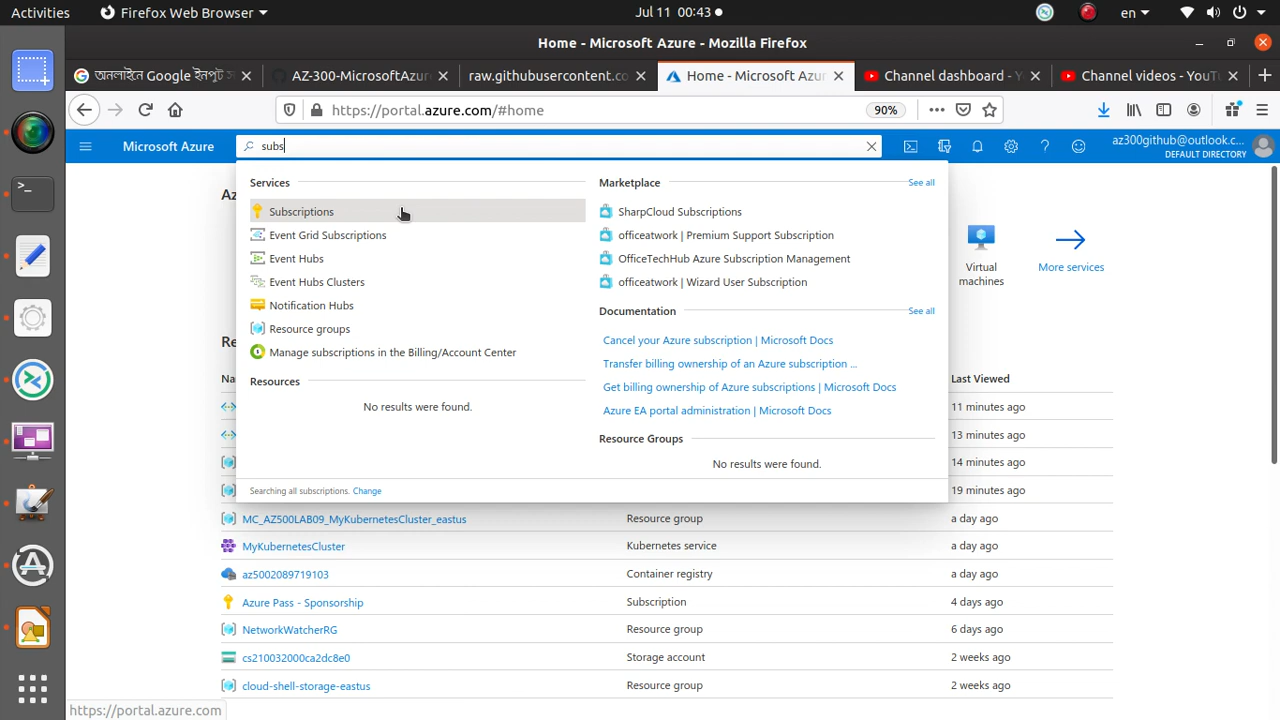 Activities
Firefox Web Browser
Jul 11 00:43
en
Home - Microsoft Azure - Mozilla Firefox
অনলাইনে Google ইনপুট স
AZ-300-MicrosoftAzur
raw.githubusercontent.co
Home - Microsoft Azur
Channel dashboard - Y
Channel videos - YouT
https://portal.azure.com/#home
90%
Microsoft Azure
subs
az300github@outlook.c...
DEFAULT DIRECTORY
Az
Services
Subscriptions
Event Grid Subscriptions
Event Hubs
Event Hubs Clusters
Notification Hubs
Resource groups
Manage subscriptions in the Billing/Account Center
Resources
No results were found.
Marketplace
See all
SharpCloud Subscriptions
officeatwork | Premium Support Subscription
OfficeTechHub Azure Subscription Management
officeatwork | Wizard User Subscription
Documentation
See all
Cancel your Azure subscription | Microsoft Docs
Transfer billing ownership of an Azure subscription ...
Get billing ownership of Azure subscriptions | Microsoft Docs
Azure EA portal administration | Microsoft Docs
Resource Groups
No results were found.
Searching all subscriptions. Change
Virtual
machines
More services
Re
Na
Last Viewed
11 minutes ago
13 minutes ago
14 minutes ago
19 minutes ago
MC_AZ500LAB09_MyKubernetesCluster_eastus Resource group a day ago
MyKubernetesCluster Kubernetes service a day ago
az5002089719103 Container registry a day ago
Azure Pass - Sponsorship Subscription 4 days ago
NetworkWatcherRG Resource group 6 days ago
cs210032000ca2dc8e0 Storage account 2 weeks ago
cloud-shell-storage-eastus Resource group 2 weeks ago
https://portal.azure.com